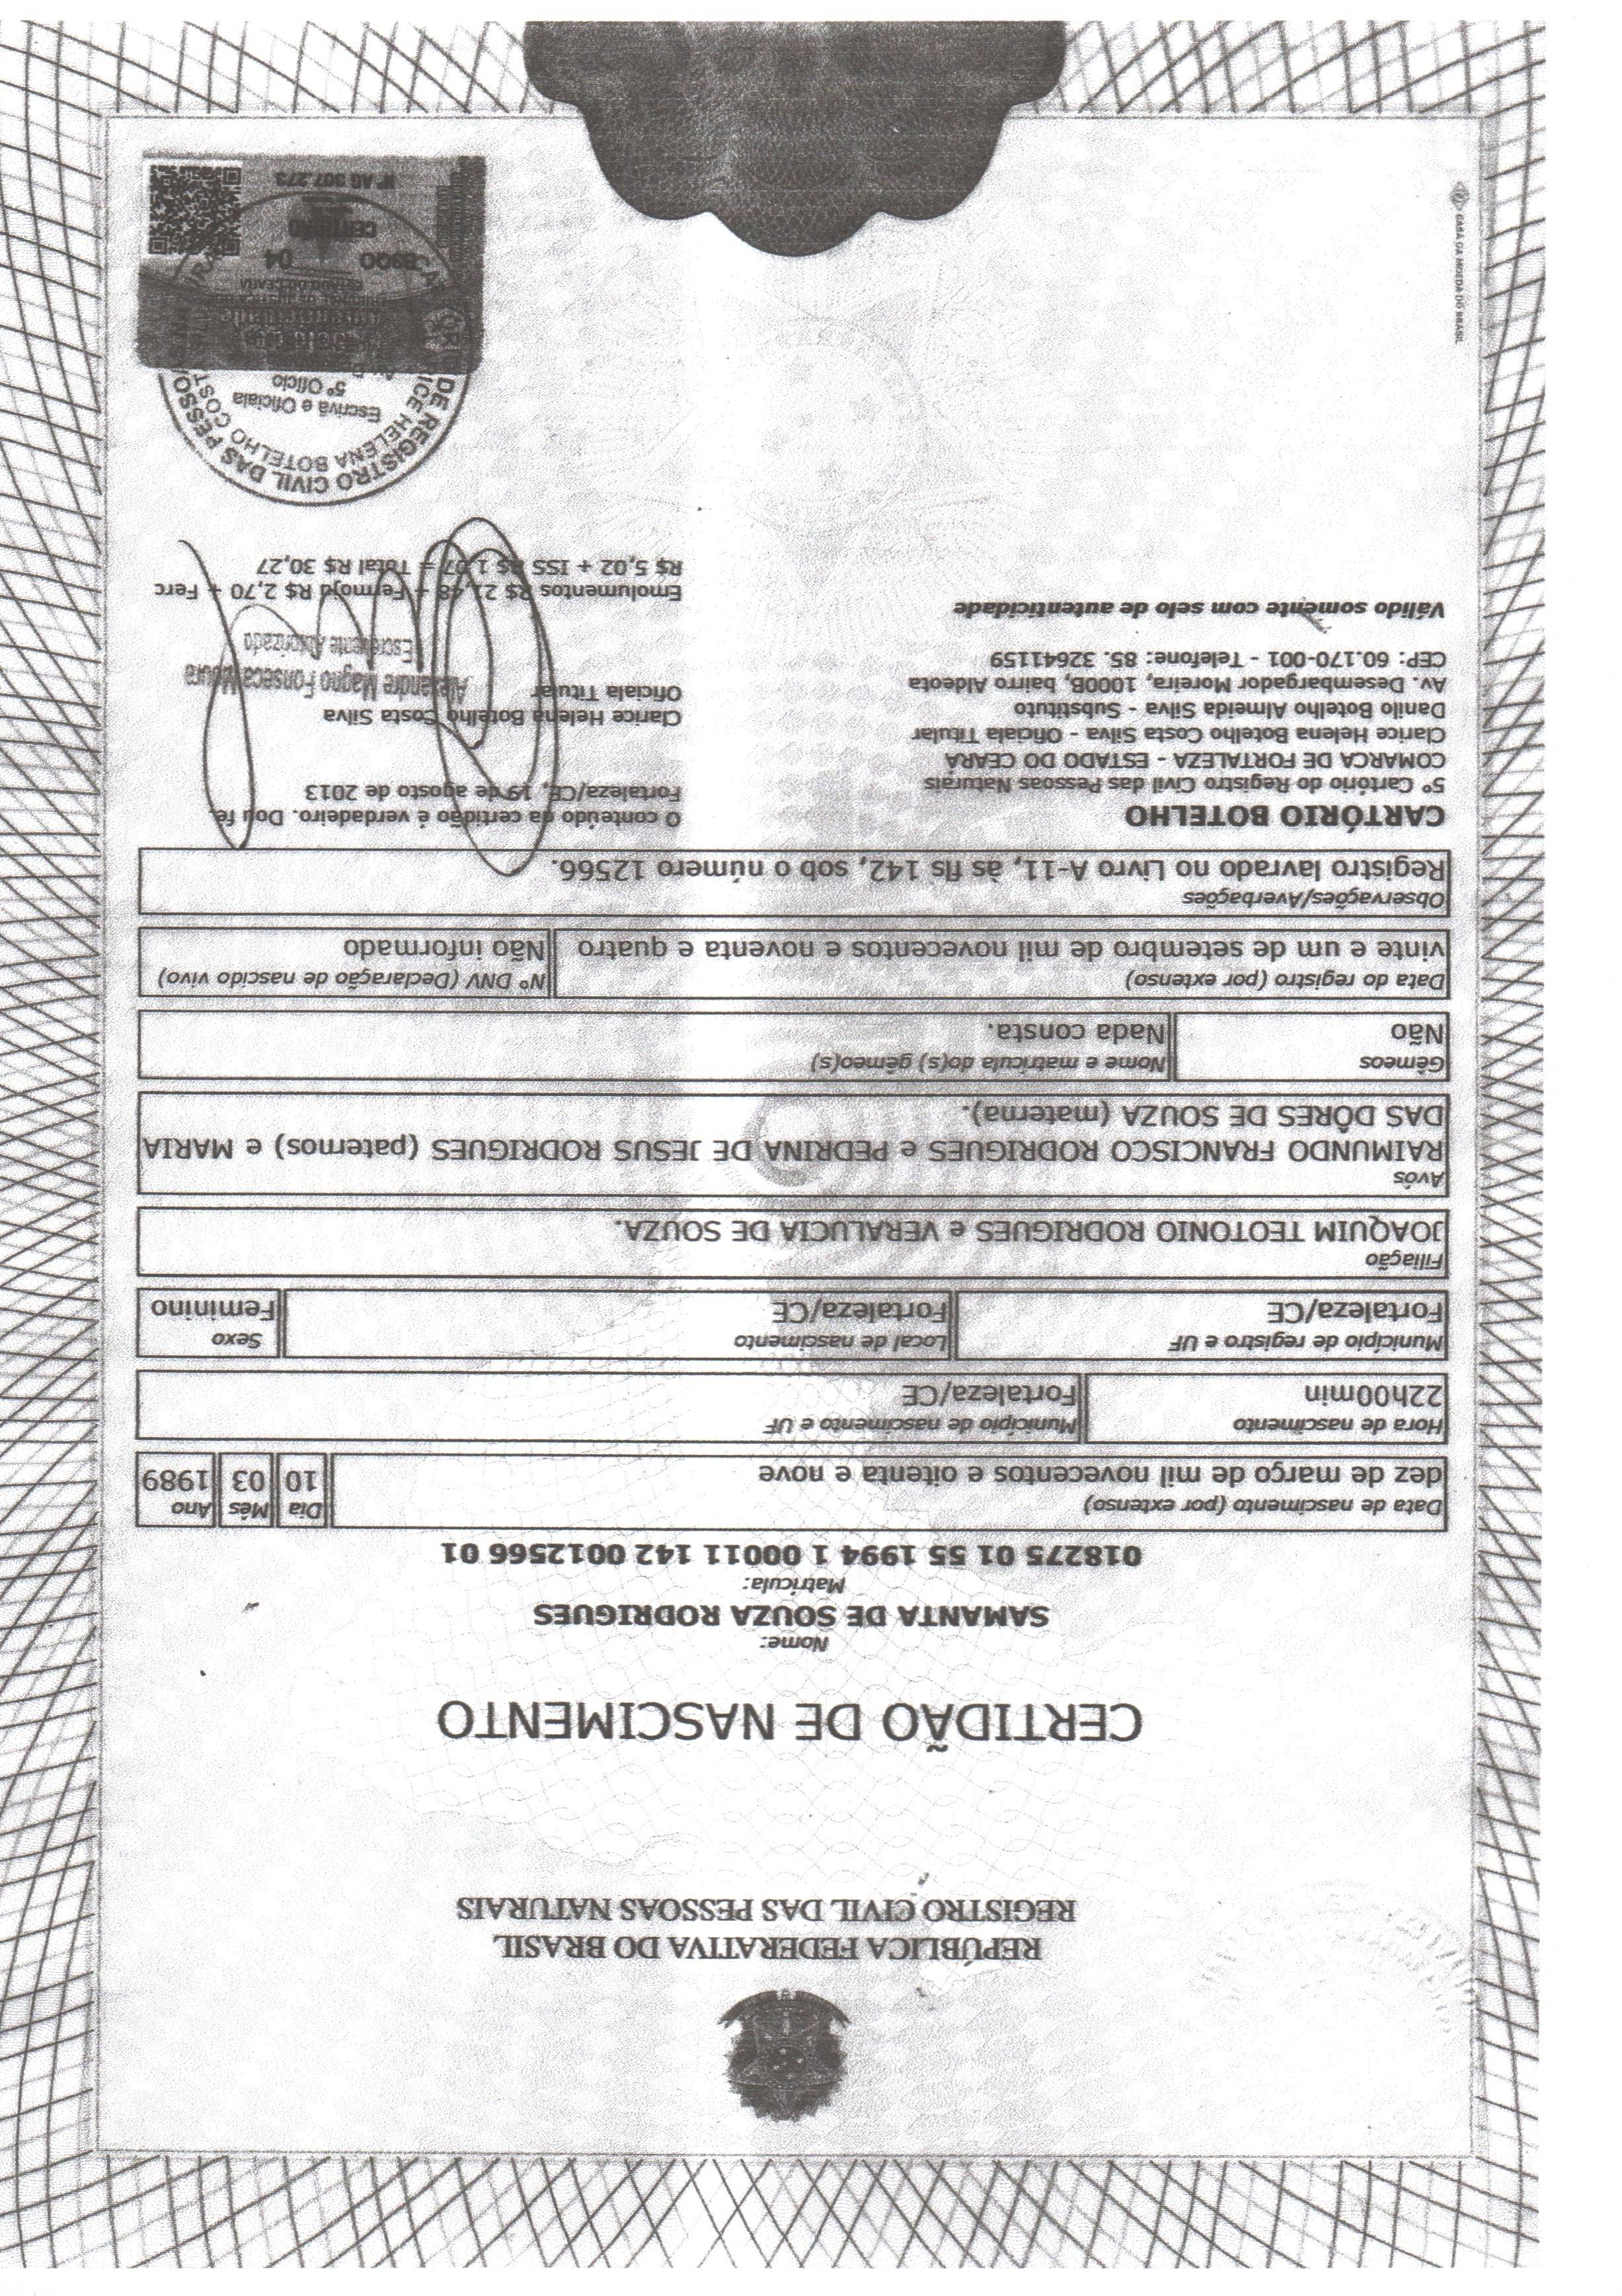 REPÚBLICA FEDERATIVA DO BRASIL
REGISTRO CIVIL DAS PESSOAS NATURAIS
CERTIDÃO DE NASCIMENTO
Nome:
SAMANTA DE SOUZA RODRIGUES
Matrícula:
018275 01 55 1994 1 00011 142 0012566 01
Data de nascimento (por extenso) Dia Mês Ano
dez de março de mil novecentos e oitenta e nove 10 03 1989
Hora de nascimento Município de nascimento e UF
22h00min Fortaleza/CE
Município de registro e UF Local de nascimento Sexo
Fortaleza/CE Fortaleza/CE Feminino
Filiação
JOAQUIM TEOTONIO RODRIGUES e VERALUCIA DE SOUZA.
Avós
RAIMUNDO FRANCISCO RODRIGUES e PEDRINA DE JESUS RODRIGUES (paternos) e MARIA
DAS DÔRES DE SOUZA (materna).
Gêmeos Nome e matrícula do(s) gêmeo(s)
Não Nada consta.
Data do registro (por extenso) Nº DNV (Declaração de nascido vivo)
vinte e um de setembro de mil novecentos e noventa e quatro Não informado
Observações/Averbações
Registro lavrado no Livro A-11, às fls 142, sob o número 12566.
CARTÓRIO BOTELHO
5º Cartório do Registro Civil das Pessoas Naturais
COMARCA DE FORTALEZA - ESTADO DO CEARÁ
Clarice Helena Botelho Costa Silva - Oficiala Titular
Danilo Botelho Almeida Silva - Substituto
Av. Desembargador Moreira, 1000B, bairro Aldeota
CEP: 60.170-001 - Telefone: 85. 32641159
Válido somente com selo de autenticidade
O conteúdo da certidão é verdadeiro. Dou fé.
Fortaleza/CE, 19 de agosto de 2013
Clarice Helena Botelho Costa Silva
Oficiala Titular
Alexandre Magno Fonseca Moura
Escrevente Autorizado
Emolumentos R$ 21,48 + Fermojd R$ 2,70 + Ferc
R$ 5,02 + ISS R$ 1,07 = Total R$ 30,27
DE REGISTRO CIVIL DAS PESSO
HELENA BOTELHO COST
Escrivã e Oficiala
5º Ofício
ESTADO DO CEARÁ
04
CERTIDÃO
Nº AB 307.273
CASA DA MOEDA DO BRASIL